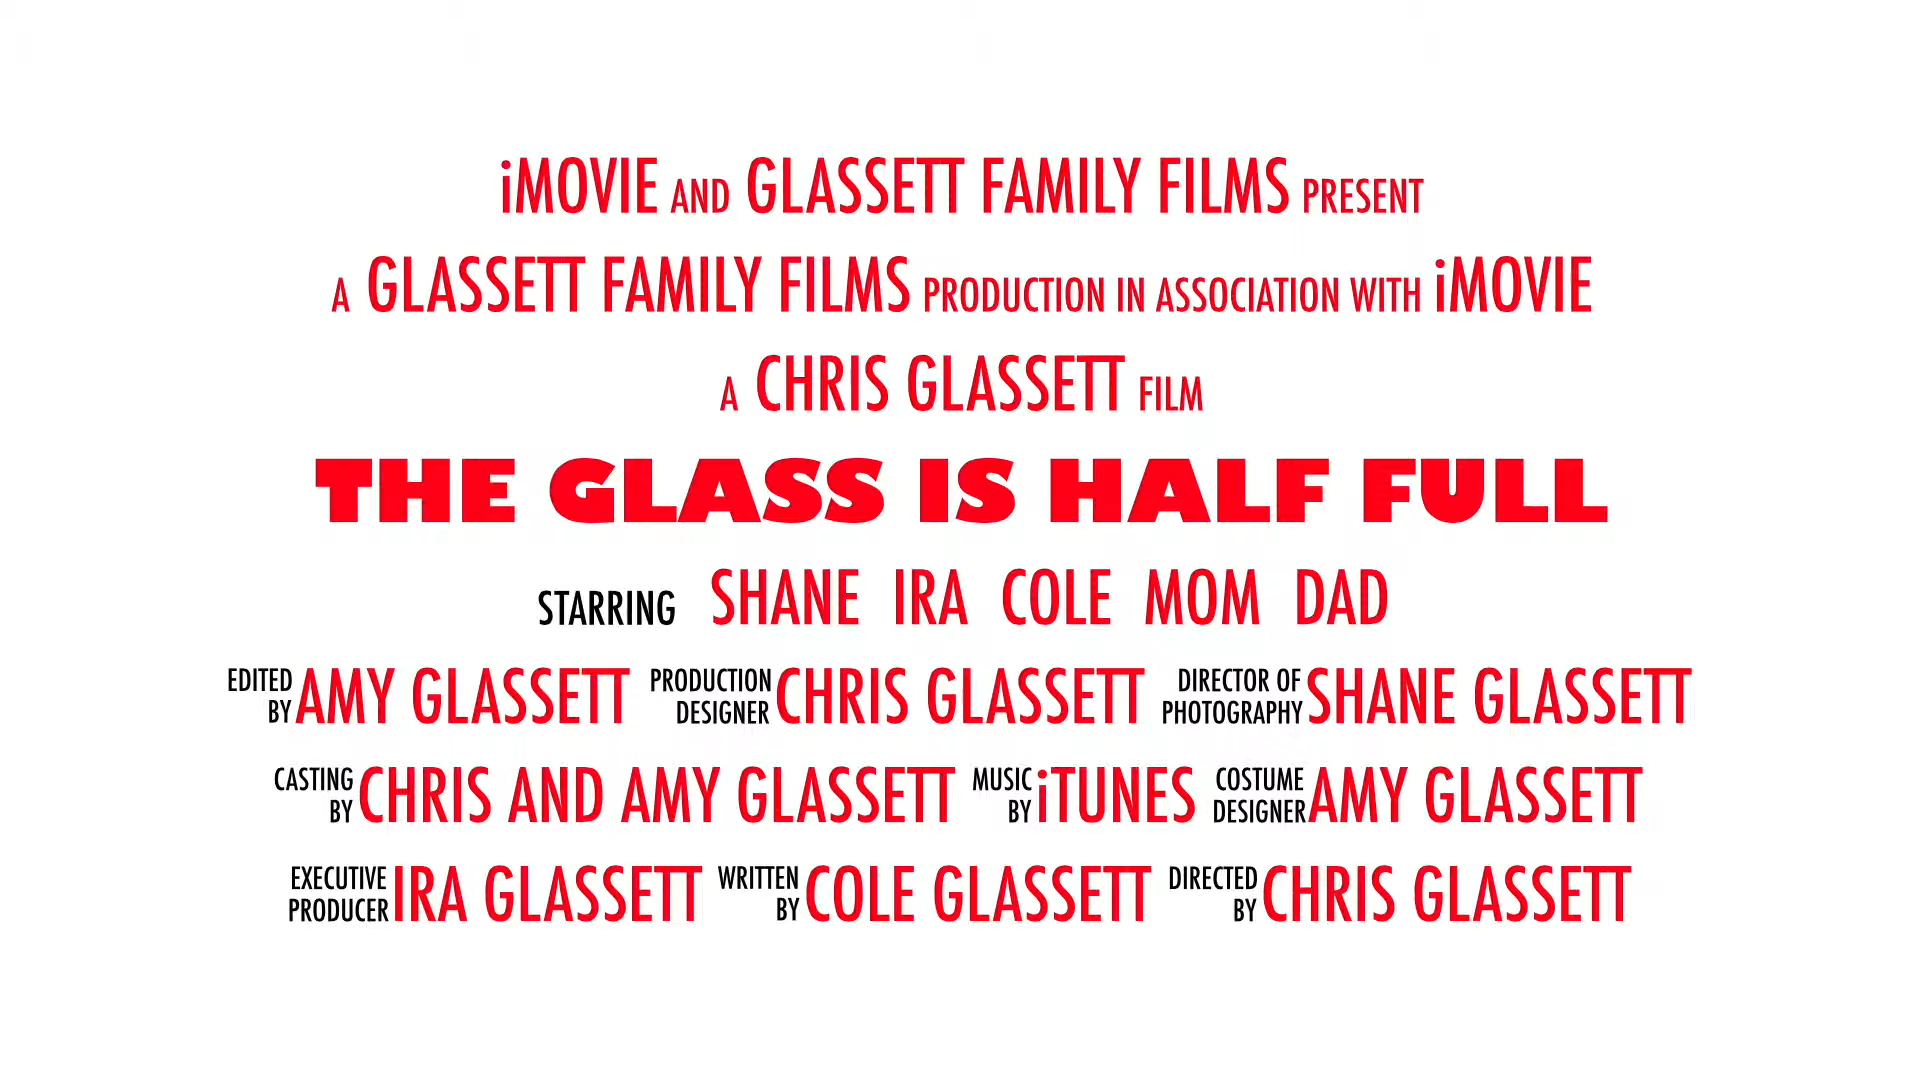 iMOVIE AND GLASSETT FAMILY FILMS PRESENT
A GLASSETT FAMILY FILMS PRODUCTION IN ASSOCIATION WITH iMOVIE
A CHRIS GLASSETT FILM
THE GLASS IS HALF FULL
STARRING SHANE IRA COLE MOM DAD
EDITED BY AMY GLASSETT PRODUCTION DESIGNER CHRIS GLASSETT DIRECTOR OF PHOTOGRAPHY SHANE GLASSETT
CASTING BY CHRIS AND AMY GLASSETT MUSIC BY iTUNES COSTUME DESIGNER AMY GLASSETT
EXECUTIVE PRODUCER IRA GLASSETT WRITTEN BY COLE GLASSETT DIRECTED BY CHRIS GLASSETT